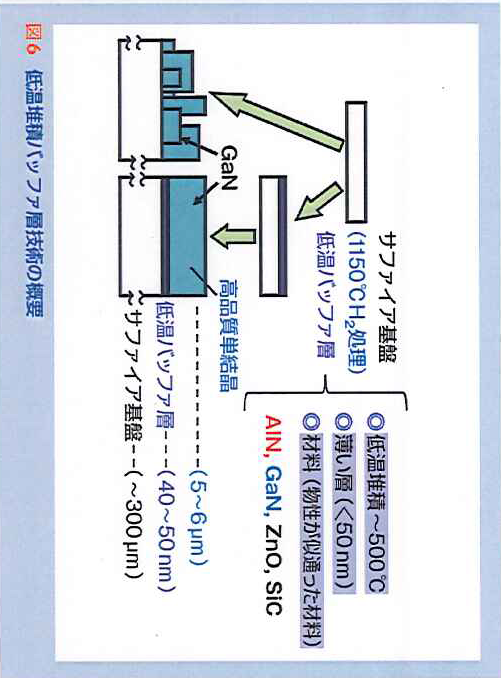 サファイア基盤
(1150℃H₂処理)
低温バッファ層
◎低温堆積～500℃
◎薄い層(<50nm)
◎材料(物性が似通った材料)
AlN, GaN, ZnO, SiC
GaN
高品質単結晶
----------(5～6μm)
低温バッファ層---(40～50nm)
サファイア基盤--(～300μm)
図6 低温堆積バッファ層技術の概要